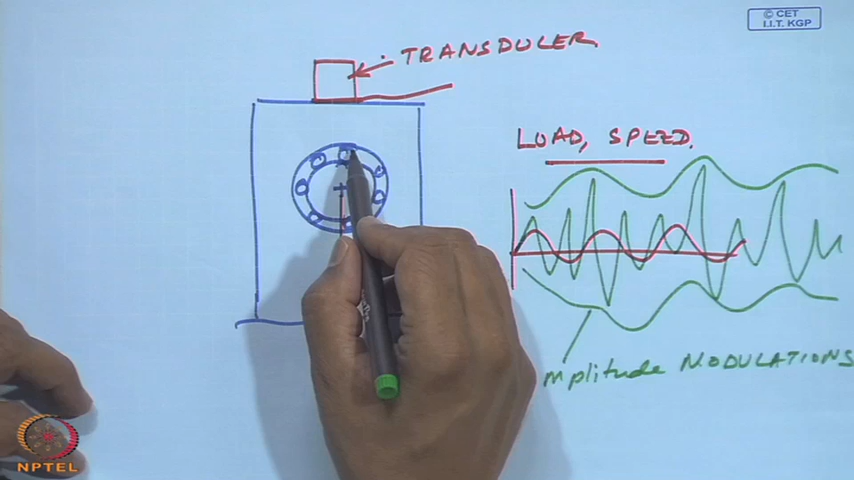 © CET
I.I.T. KGP
TRANSDUCER
LOAD, SPEED.
mplitude MODULATIONS
NPTEL